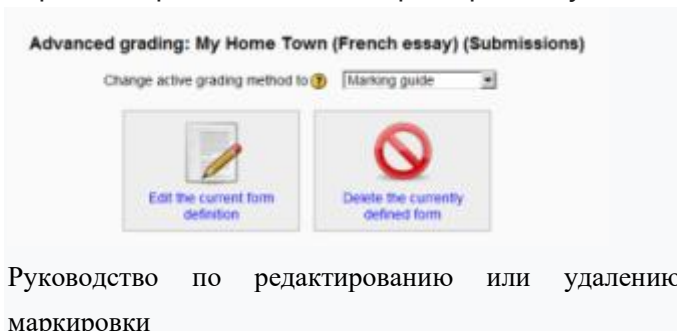 Advanced grading: My Home Town (French essay) (Submissions)
Change active grading method to Marking guide
Edit the current form
definition
Delete the currently
defined form
Руководство по редактированию или удалению
маркировки